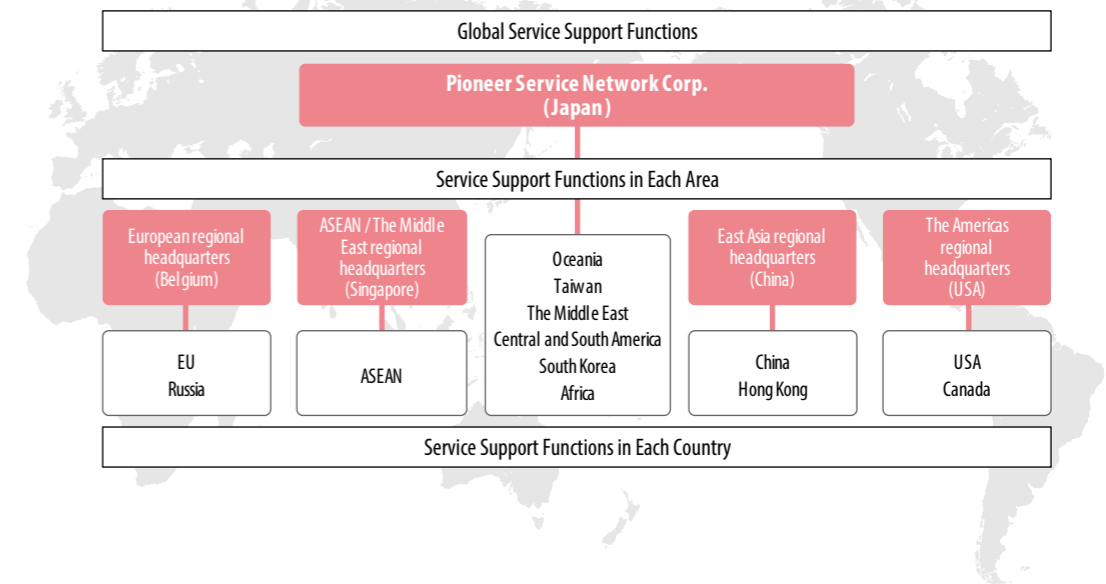 Global Service Support Functions
Pioneer Service Network Corp.
(Japan)
Service Support Functions in Each Area
European regional
headquarters
(Belgium)
EU
Russia
ASEAN / The Middle
East regional
headquarters
(Singapore)
ASEAN
Oceania
Taiwan
The Middle East
Central and South America
South Korea
Africa
East Asia regional
headquarters
(China)
China
Hong Kong
The Americas
regional
headquarters
(USA)
USA
Canada
Service Support Functions in Each Country